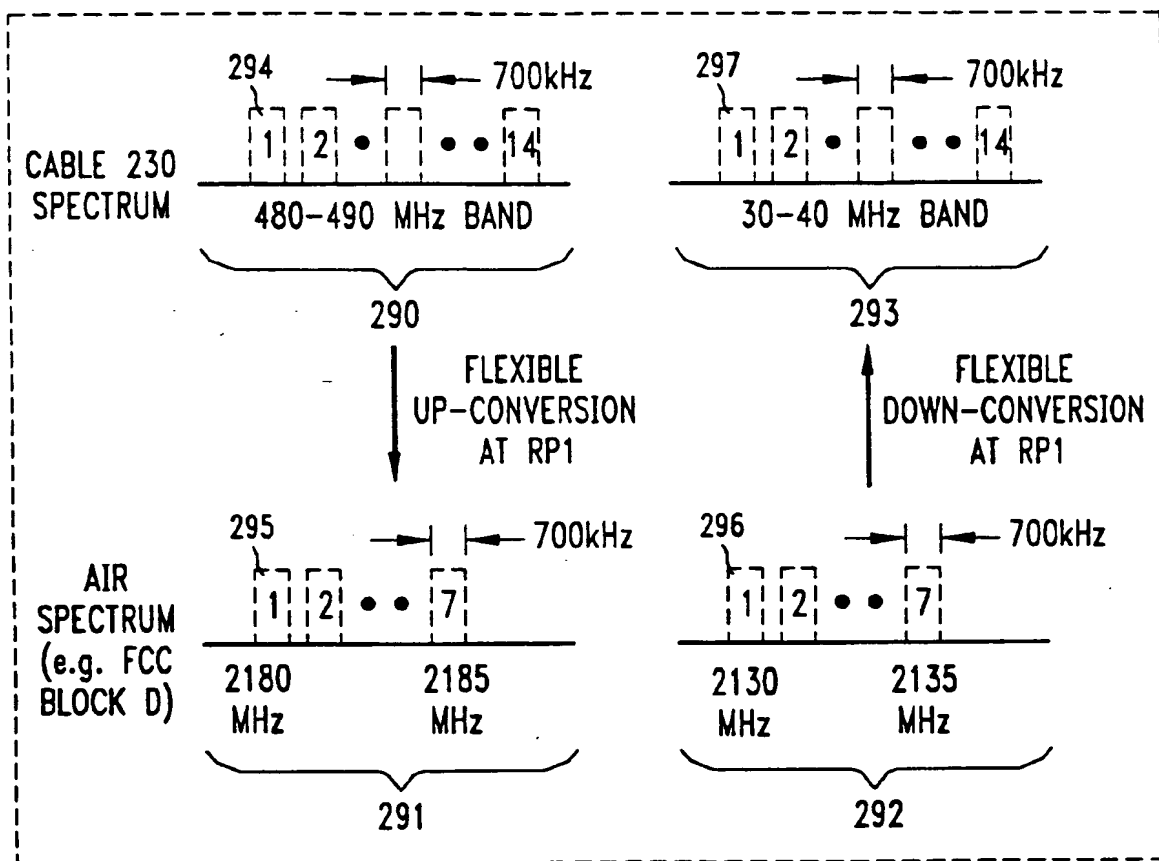 294
700kHz
297
700kHz
1 2 14
1 2 14
CABLE 230
SPECTRUM
480-490 MHz BAND
30-40 MHz BAND
290
293
FLEXIBLE
UP-CONVERSION
AT RP1
FLEXIBLE
DOWN-CONVERSION
AT RP1
295
700kHz
296
700kHz
AIR
SPECTRUM
(e.g. FCC
BLOCK D)
1 2 7
1 2 7
2180
MHz
2185
MHz
2130
MHz
2135
MHz
291
292